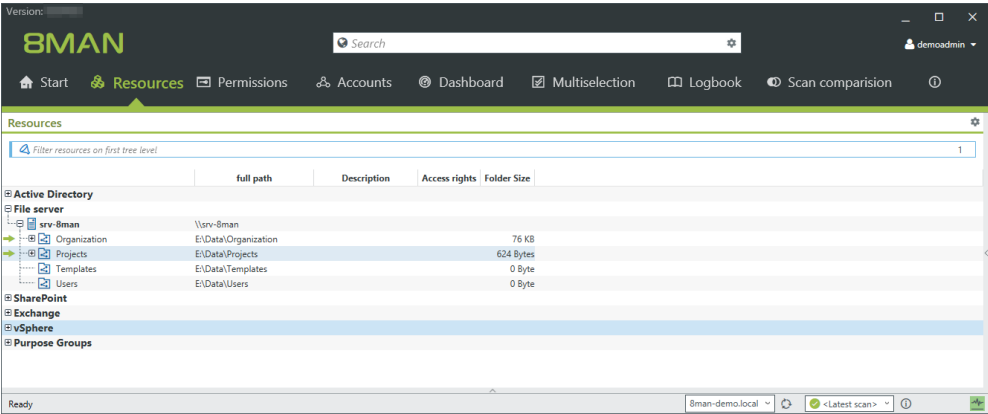 Version:
8MAN
Search
demoadmin
Start Resources Permissions Accounts Dashboard Multiselection Logbook Scan comparision
Resources
Filter resources on first tree level 1
full path Description Access rights Folder Size
Active Directory
File server
srv-8man \\srv-8man
Organization E:\Data\Organization 76 KB
Projects E:\Data\Projects 624 Bytes
Templates E:\Data\Templates 0 Byte
Users E:\Data\Users 0 Byte
SharePoint
Exchange
vSphere
Purpose Groups
Ready 8man-demo.local <Latest scan>